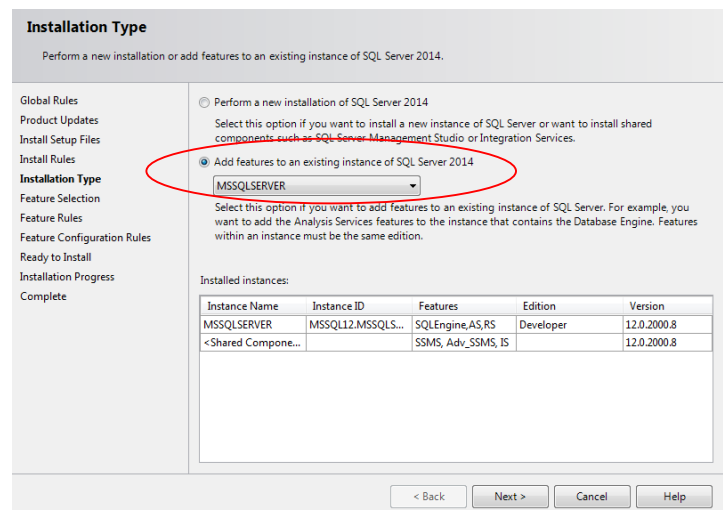 Installation Type
Perform a new installation or add features to an existing instance of SQL Server 2014.
Global Rules
Product Updates
Install Setup Files
Install Rules
Installation Type
Feature Selection
Feature Rules
Feature Configuration Rules
Ready to Install
Installation Progress
Complete
Perform a new installation of SQL Server 2014
Select this option if you want to install a new instance of SQL Server or want to install shared
components such as SQL Server Management Studio or Integration Services.
Add features to an existing instance of SQL Server 2014
MSSQLSERVER
Select this option if you want to add features to an existing instance of SQL Server. For example, you
want to add the Analysis Services features to the instance that contains the Database Engine. Features
within an instance must be the same edition.
Installed instances:
Instance Name Instance ID Features Edition Version
MSSQLSERVER MSSQL12.MSSQLS... SQLEngine,AS,RS Developer 12.0.2000.8
<Shared Compone... SSMS, Adv_SSMS, IS 12.0.2000.8
< Back Next > Cancel Help